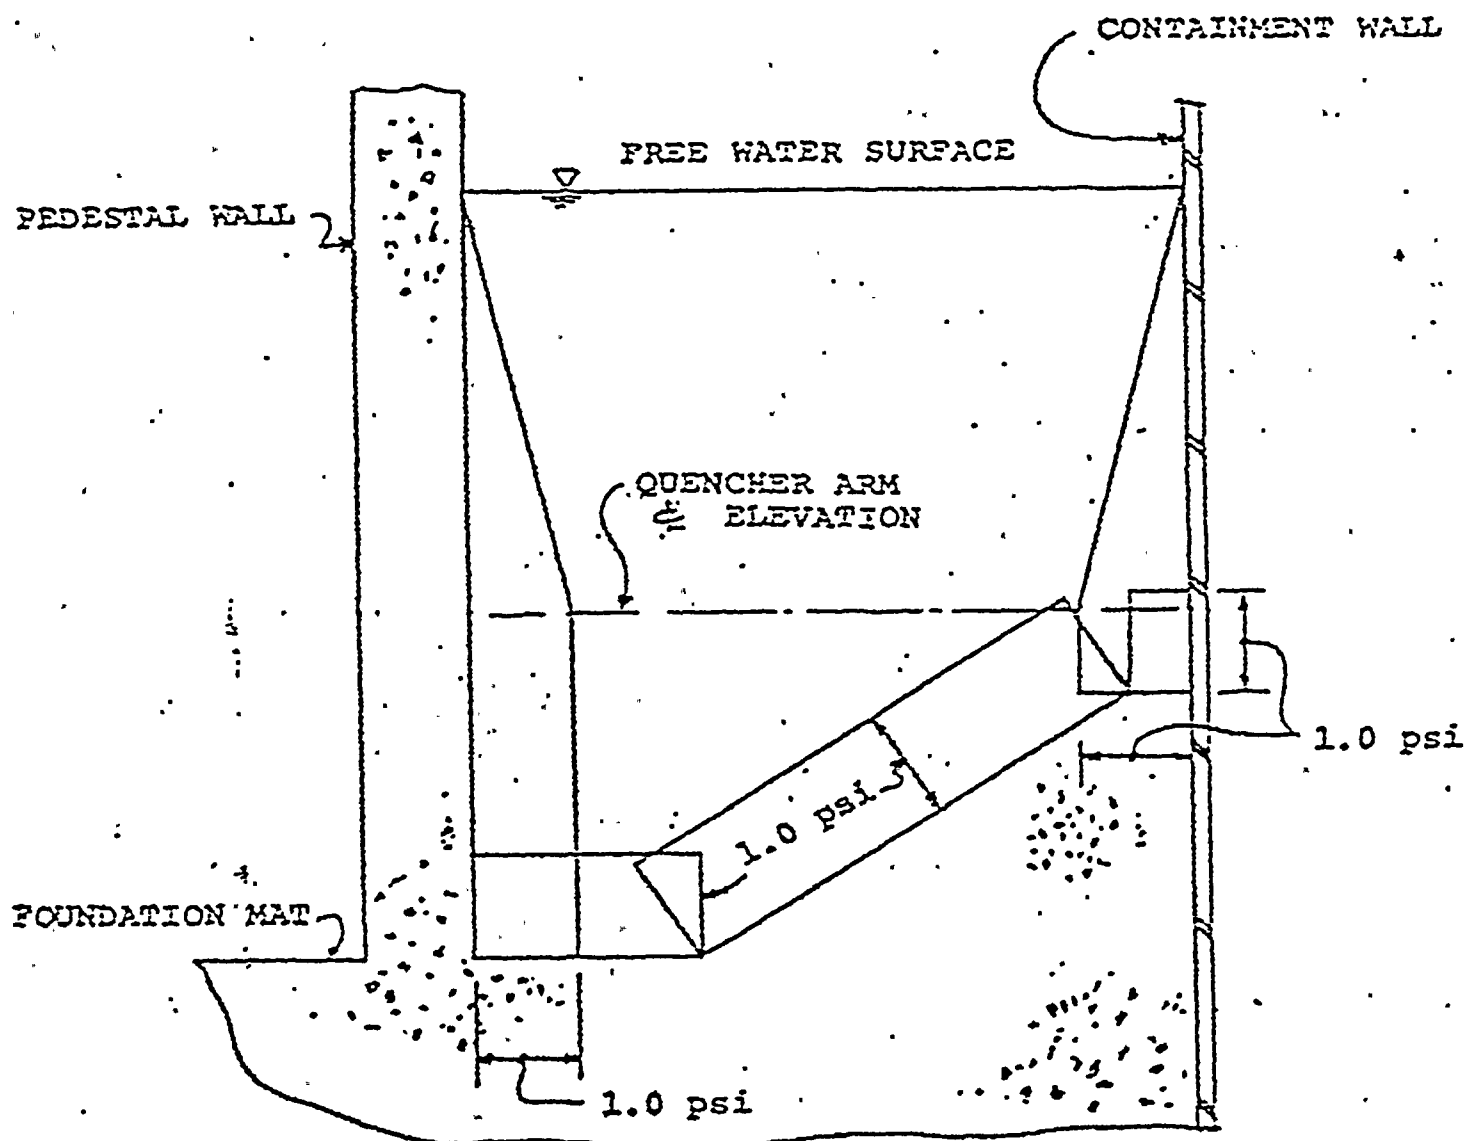 CONTAINMENT WALL
FREE WATER SURFACE
PEDESTAL WALL
QUENCHER ARM
℄ ELEVATION
1.0 psi
1.0 psi
FOUNDATION MAT
1.0 psi